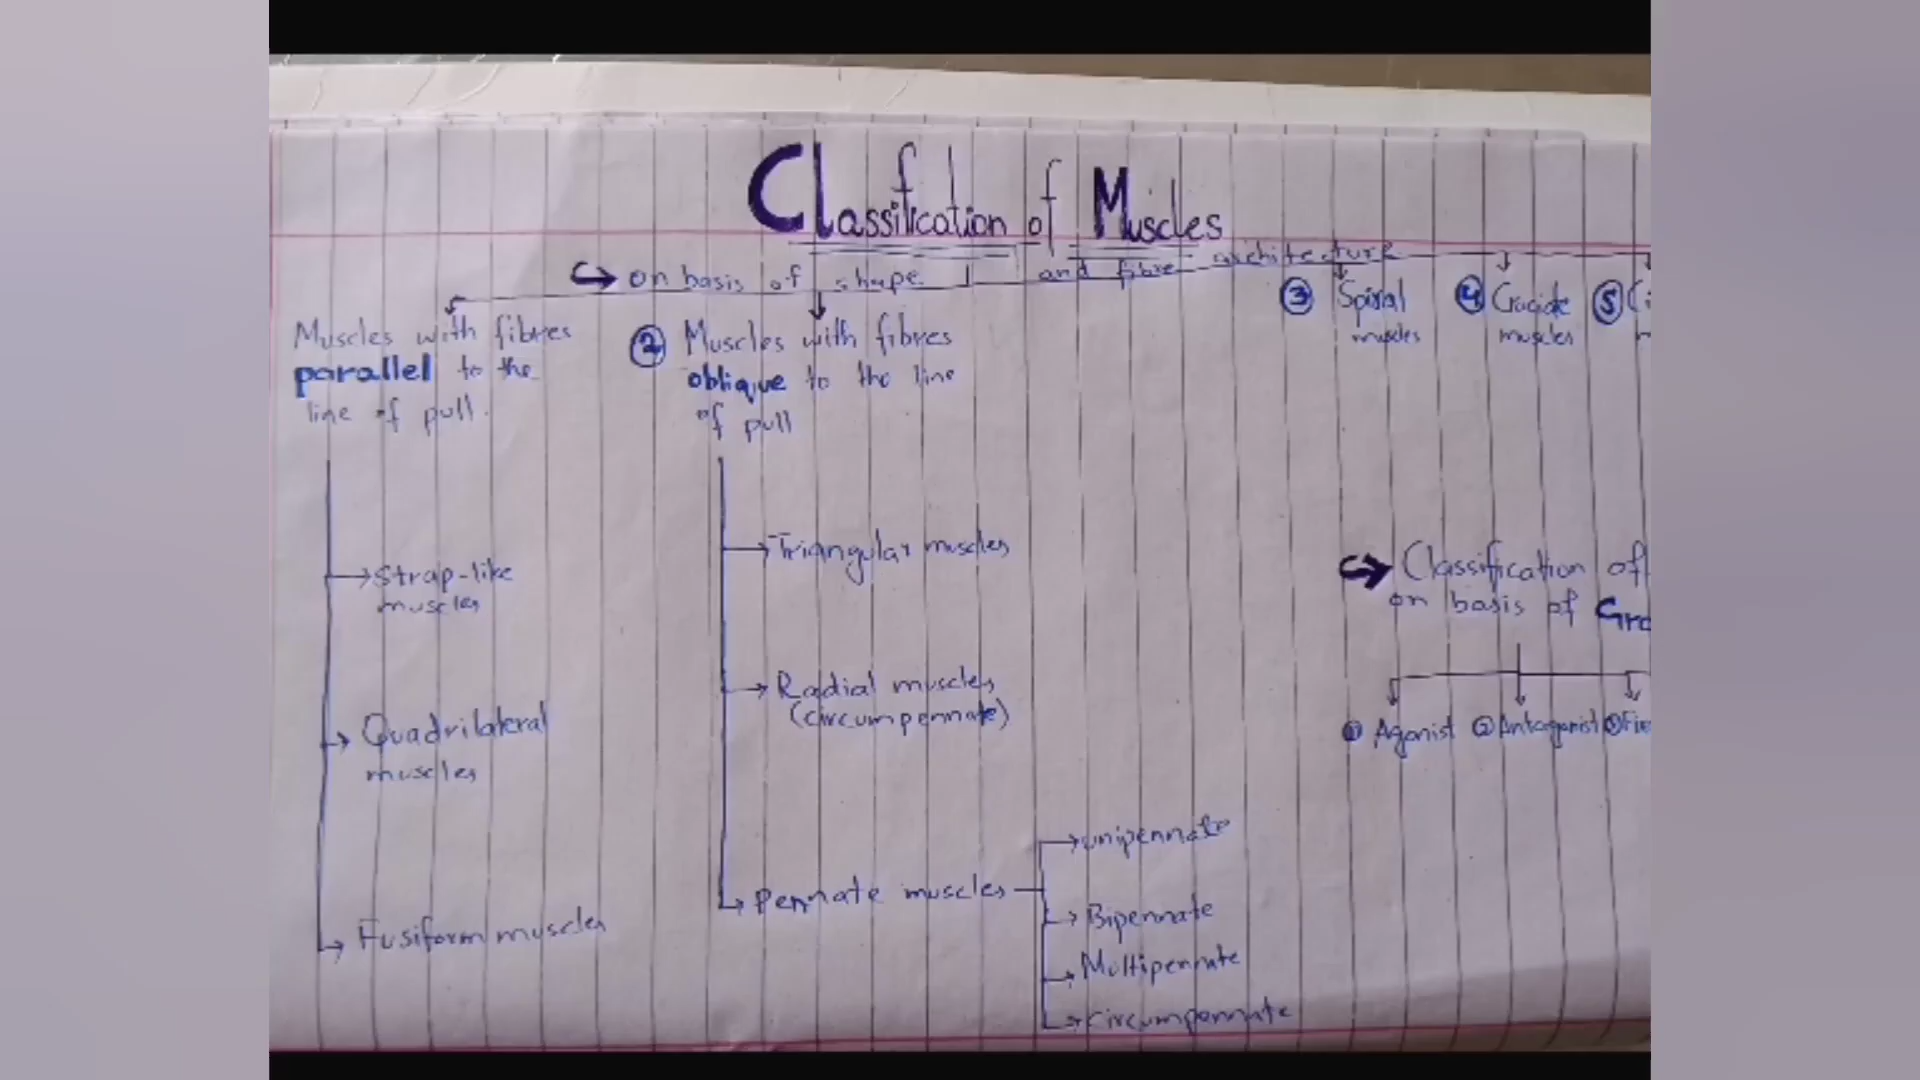 Classification of Muscles
on basis of shape and fibre architecture
Muscles with fibres
parallel to the
line of pull.
Strap-like
muscles
Quadrilateral
muscles
Fusiform muscles
② Muscles with fibres
oblique to the line
of pull
Triangular muscles
Radial muscles
(circumpennate)
Pennate muscles
unipennate
Bipennate
Multipennate
circumpennate
③ Spiral
muscles
④ Cruciate
muscles
⑤
Classification of
on basis of
① Agonist ② Antagonist ③